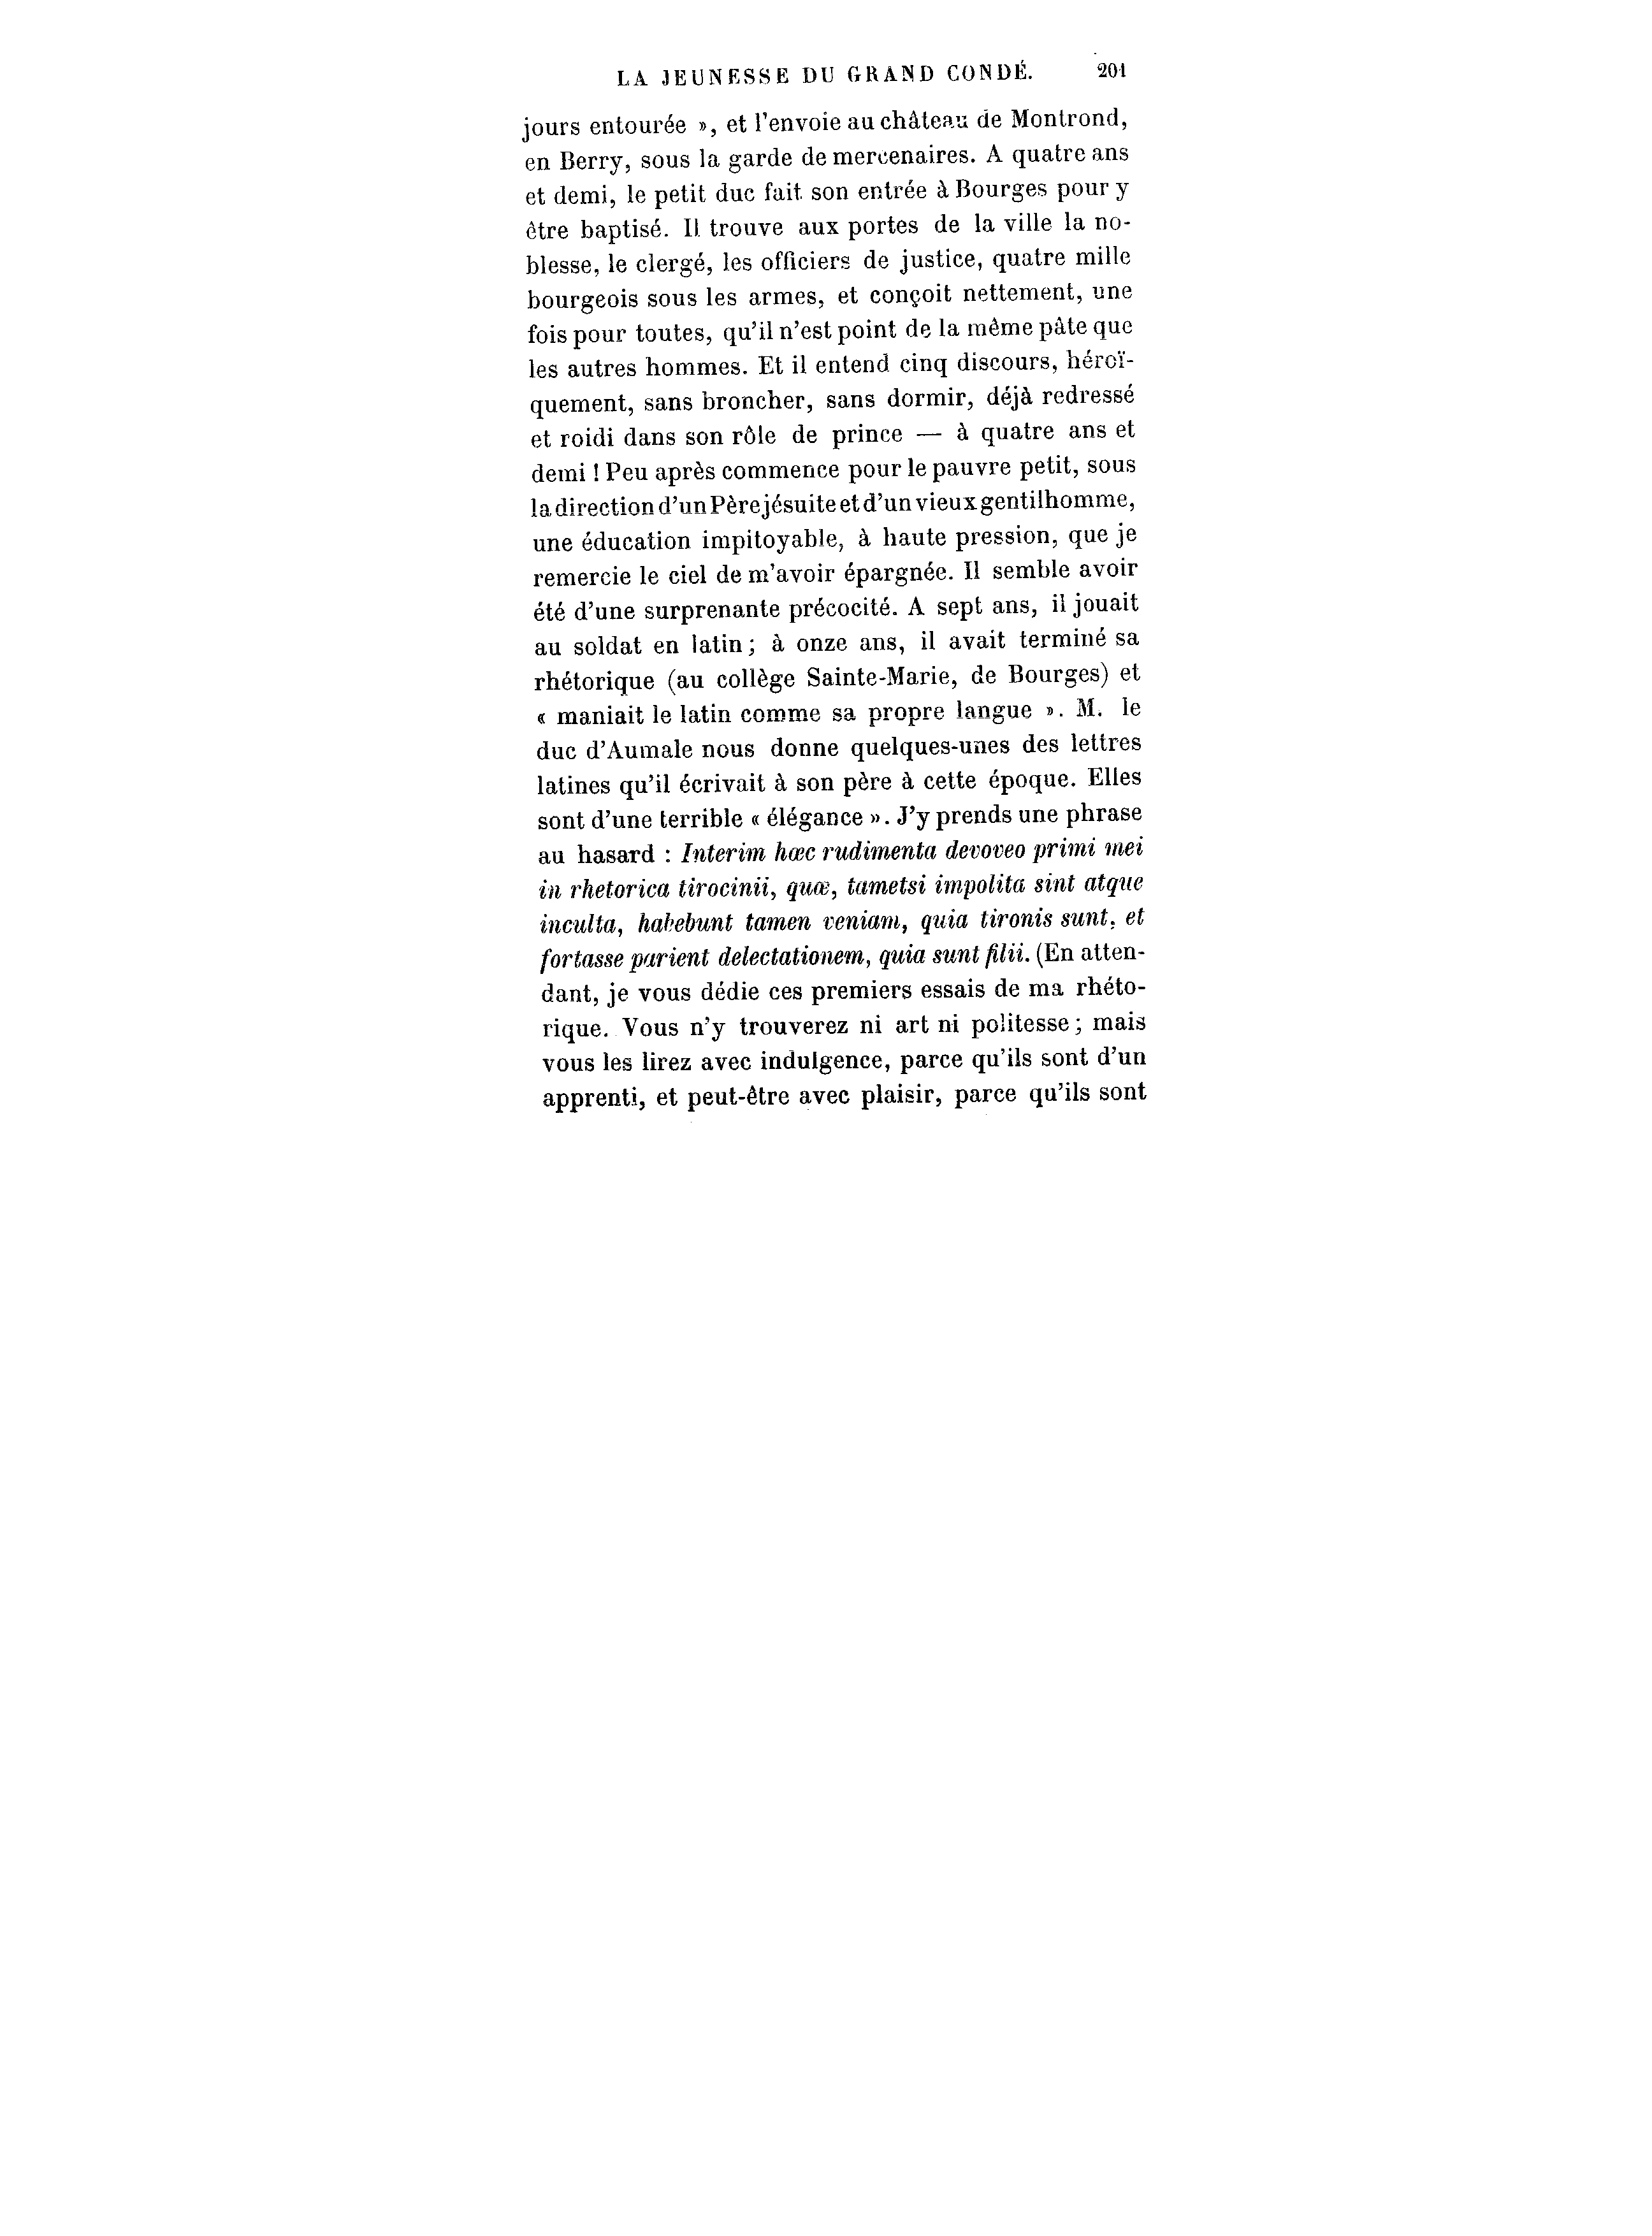 LA JEUNESSE DU GRAND CONDÉ. 201
jours entourée », et l'envoie au château de Montrond,
en Berry, sous la garde de mercenaires. A quatre ans
et demi, le petit duc fait son entrée à Bourges pour y
être baptisé. Il trouve aux portes de la ville la no-
blesse, le clergé, les officiers de justice, quatre mille
bourgeois sous les armes, et conçoit nettement, une
fois pour toutes, qu'il n'est point de la même pâte que
les autres hommes. Et il entend cinq discours, héroï-
quement, sans broncher, sans dormir, déjà redressé
et roidi dans son rôle de prince — à quatre ans et
demi ! Peu après commence pour le pauvre petit, sous
la direction d'un Père jésuite et d'un vieux gentilhomme,
une éducation impitoyable, à haute pression, que je
remercie le ciel de m'avoir épargnée. Il semble avoir
été d'une surprenante précocité. A sept ans, il jouait
au soldat en latin ; à onze ans, il avait terminé sa
rhétorique (au collège Sainte-Marie, de Bourges) et
« maniait le latin comme sa propre langue ». M. le
duc d'Aumale nous donne quelques-unes des lettres
latines qu'il écrivait à son père à cette époque. Elles
sont d'une terrible « élégance ». J'y prends une phrase
au hasard : Interim hœc rudimenta devoveo primi mei
in rhetorica tirocinii, quœ, tametsi impolita sint atque
inculta, habebunt tamen veniam, quia tironis sunt, et
fortasse parient delectationem, quia sunt filii. (En atten-
dant, je vous dédie ces premiers essais de ma rhéto-
rique. Vous n'y trouverez ni art ni politesse ; mais
vous les lirez avec indulgence, parce qu'ils sont d'un
apprenti, et peut-être avec plaisir, parce qu'ils sont